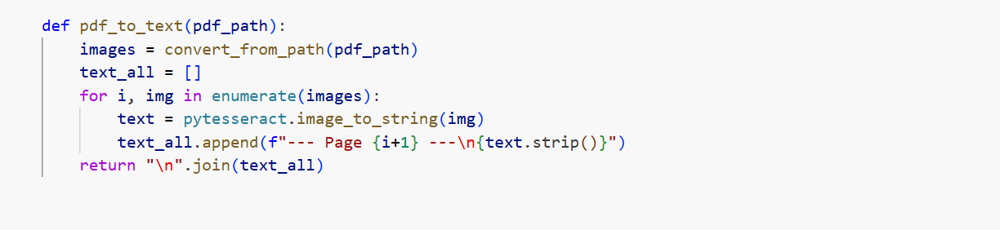 def pdf_to_text(pdf_path):
    images = convert_from_path(pdf_path)
    text_all = []
    for i, img in enumerate(images):
        text = pytesseract.image_to_string(img)
        text_all.append(f"--- Page {i+1} ---\n{text.strip()}")
    return "\n".join(text_all)